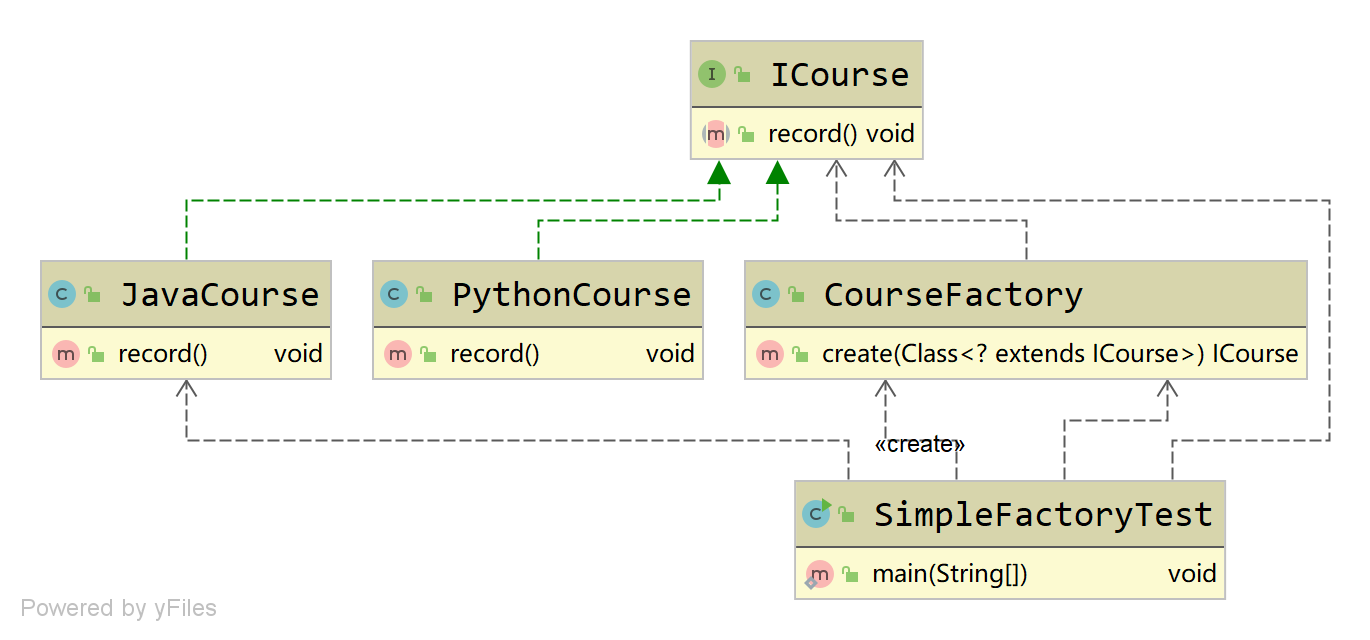 I ICourse
m record() void
C JavaCourse
m record() void
C PythonCourse
m record() void
C CourseFactory
m create(Class<? extends ICourse>) ICourse
«create»
C SimpleFactoryTest
m main(String[]) void
Powered by yFiles